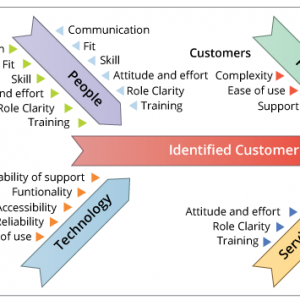 Communication
Fit
Skill
Attitude and effort
Role Clarity
Training
Fit
Skill
and effort
Role Clarity
Training
People
Customers
Complexity
Ease of use
Support
Identified Customer
of support
Funtionality
Accessibility
Reliability
of use
Technology
Attitude and effort
Role Clarity
Training